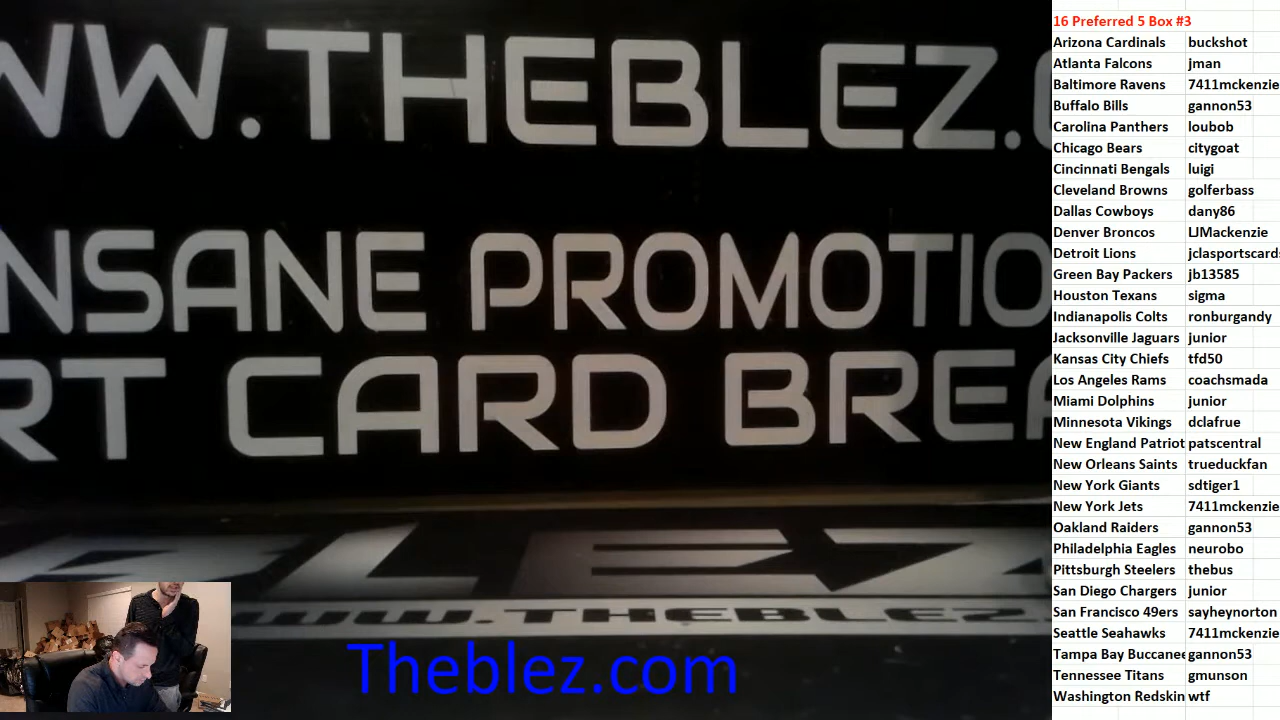 WW.THEBLEZ.
NSANE PROMOTIO
RT CARD BREA
BLEZ
WWW.THEBLEZ.
Theblez.com
16 Preferred 5 Box #3
Arizona Cardinals buckshot
Atlanta Falcons jman
Baltimore Ravens 7411mckenzie
Buffalo Bills gannon53
Carolina Panthers loubob
Chicago Bears citygoat
Cincinnati Bengals luigi
Cleveland Browns golferbass
Dallas Cowboys dany86
Denver Broncos LJMackenzie
Detroit Lions jclasportscards
Green Bay Packers jb13585
Houston Texans sigma
Indianapolis Colts ronburgandy
Jacksonville Jaguars junior
Kansas City Chiefs tfd50
Los Angeles Rams coachsmada
Miami Dolphins junior
Minnesota Vikings dclafrue
New England Patriot patscentral
New Orleans Saints trueduckfan
New York Giants sdtiger1
New York Jets 7411mckenzie
Oakland Raiders gannon53
Philadelphia Eagles neurobo
Pittsburgh Steelers thebus
San Diego Chargers junior
San Francisco 49ers sayheynorton
Seattle Seahawks 7411mckenzie
Tampa Bay Buccanee gannon53
Tennessee Titans gmunson
Washington Redskin wtf